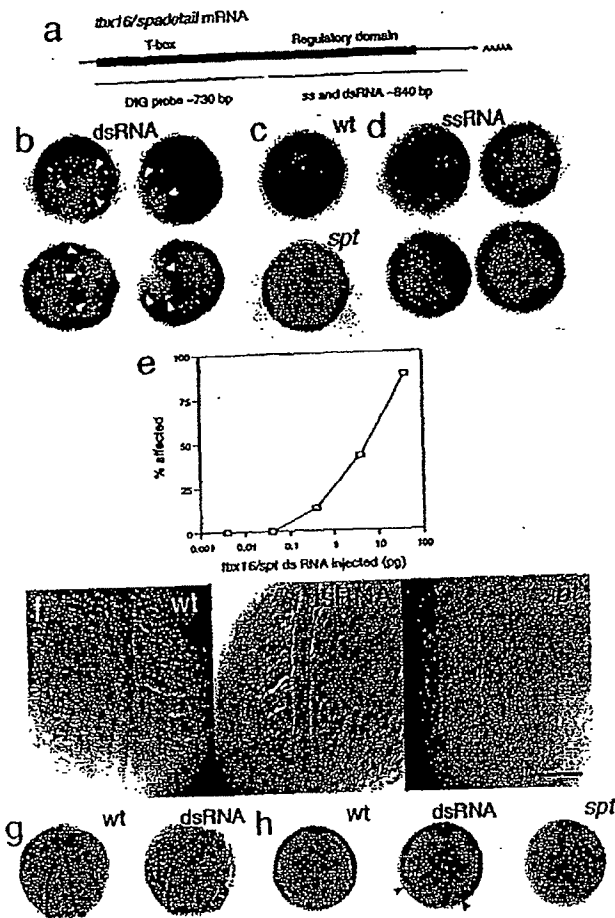 a
tbx16/spadetail mRNA
T-box Regulatory domain
AAAA
DIG probe ~730 bp ss and dsRNA ~840 bp
b dsRNA c wt d ssRNA
spt
e
100
75
50
25
0
% affected
0.001 0.01 0.1 1 10 100
tbx16/spt ds RNA injected (pg)
f wt dsRNA
g wt dsRNA h wt dsRNA spt